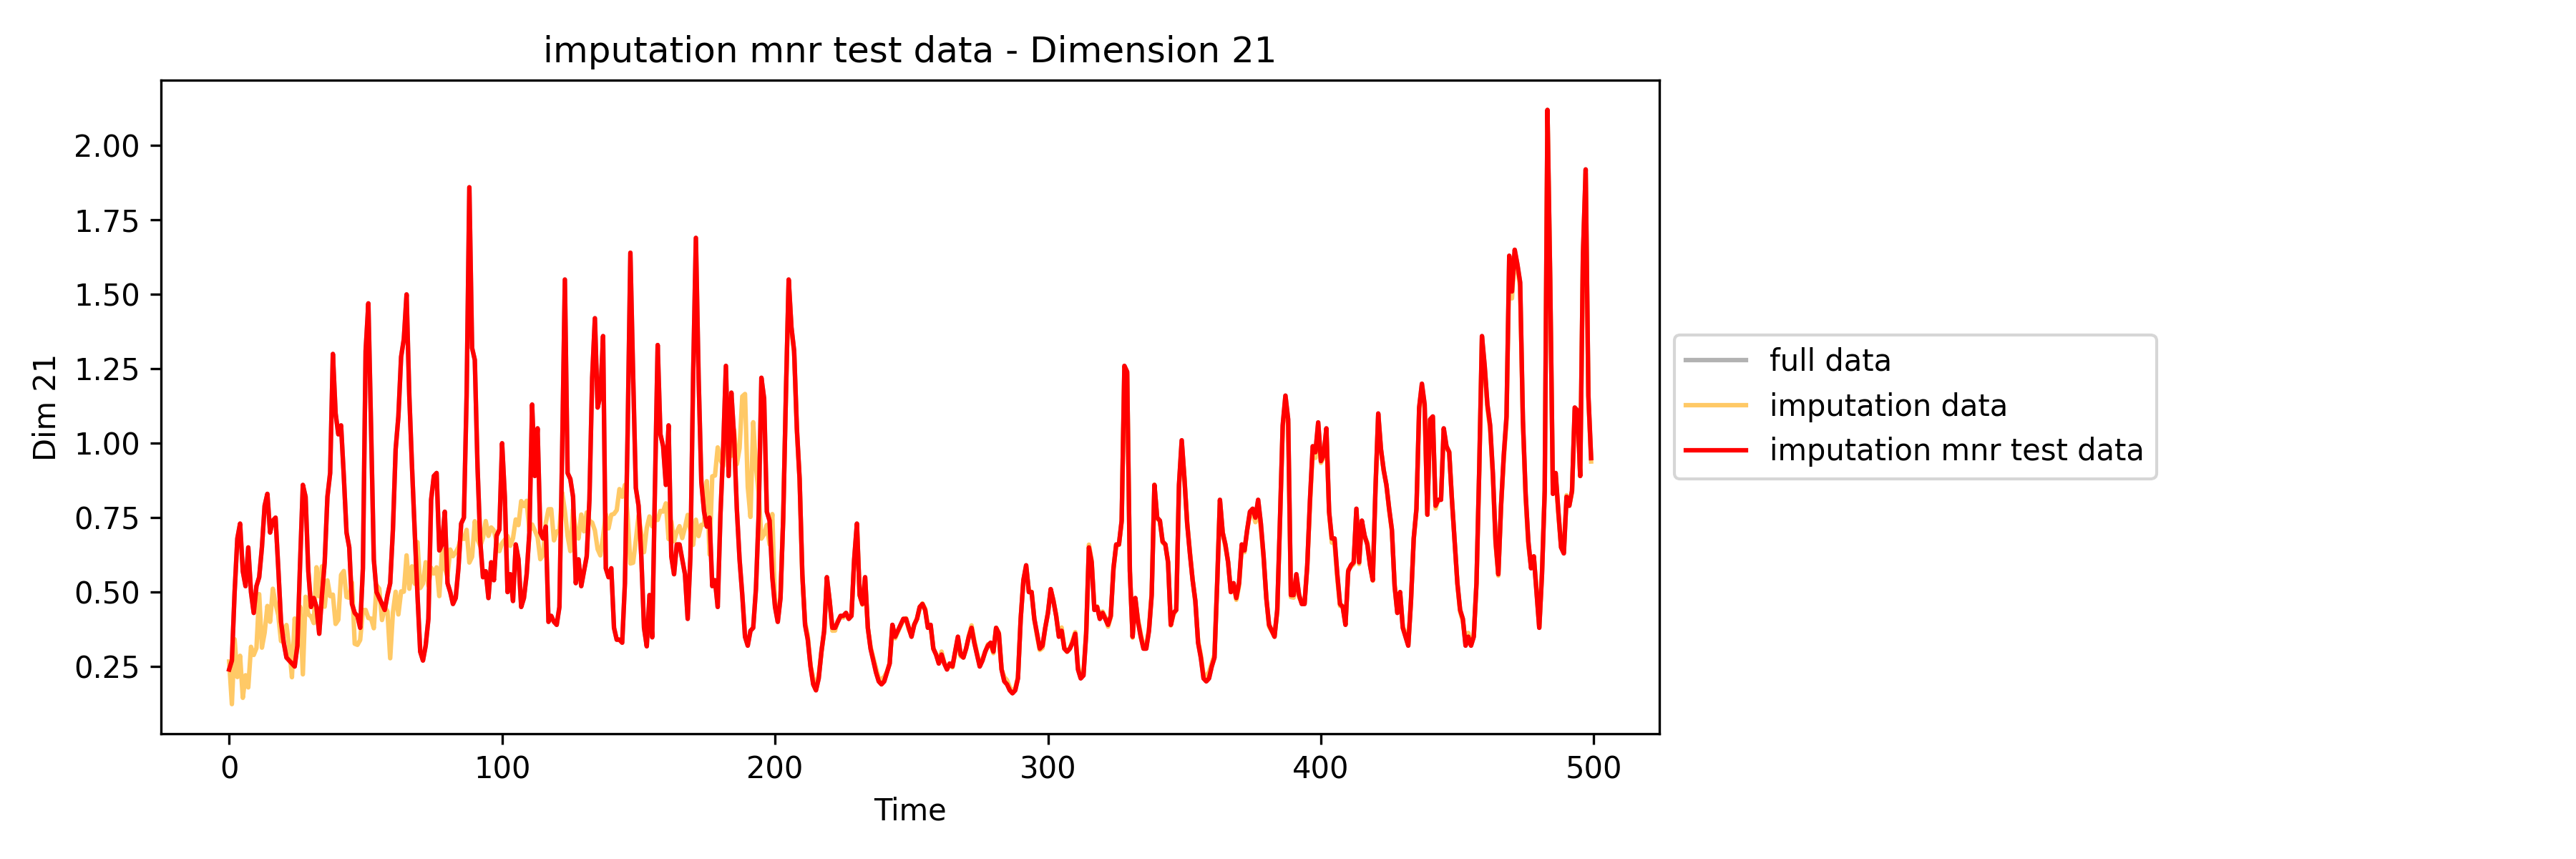 imputation mnr test data - Dimension 21
2.00
1.75
1.50
1.25
1.00
0.75
0.50
0.25
Dim 21
0 100 200 300 400 500
Time
full data
imputation data
imputation mnr test data